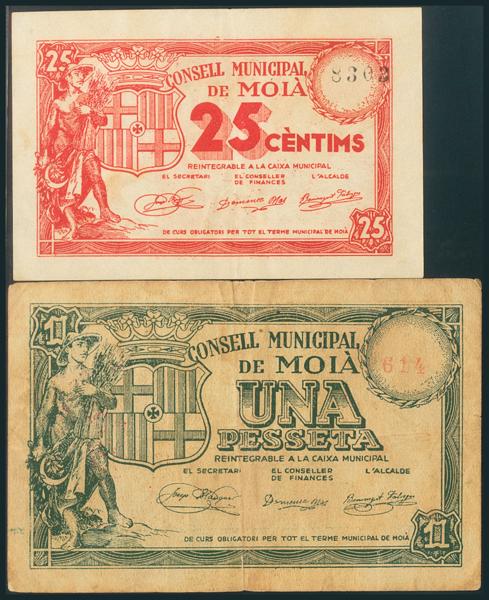 25
CONSELL MUNICIPAL
DE MOIÀ
8302
25 CÈNTIMS
REINTEGRABLE A LA CAIXA MUNICIPAL
EL SECRETARI EL CONSELLER L'ALCALDE
DE FINANCES
25
DE CURS OBLIGATORI PER TOT EL TERME MUNICIPAL DE MOIÀ
1
CONSELL MUNICIPAL
DE MOIÀ
614
UNA
PESSETA
REINTEGRABLE A LA CAIXA MUNICIPAL
EL SECRETARI EL CONSELLER L'ALCALDE
DE FINANCES
1
DE CURS OBLIGATORI PER TOT EL TERME MUNICIPAL DE MOIÀ